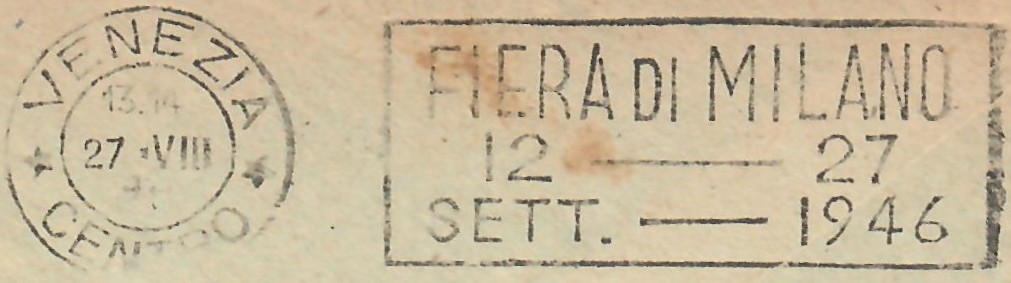 VENEZIA
13.14
27 VIII
CENTRO
FIERA DI MILANO
12 — 27
SETT. — 1946